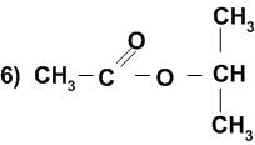 CH₃
O
6) CH₃ – C – O – CH
CH₃